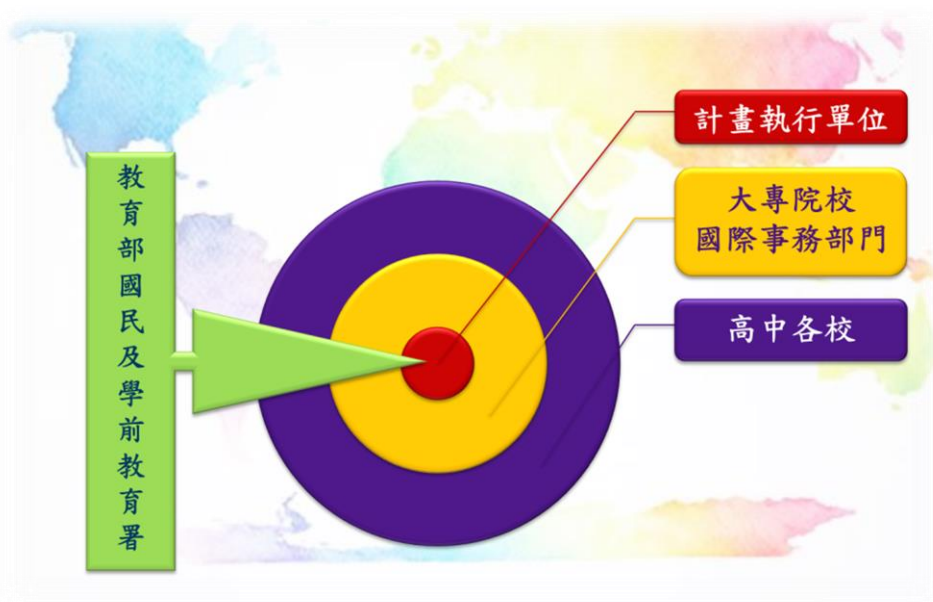 教育部國民及學前教育署
計畫執行單位
大專院校
國際事務部門
高中各校